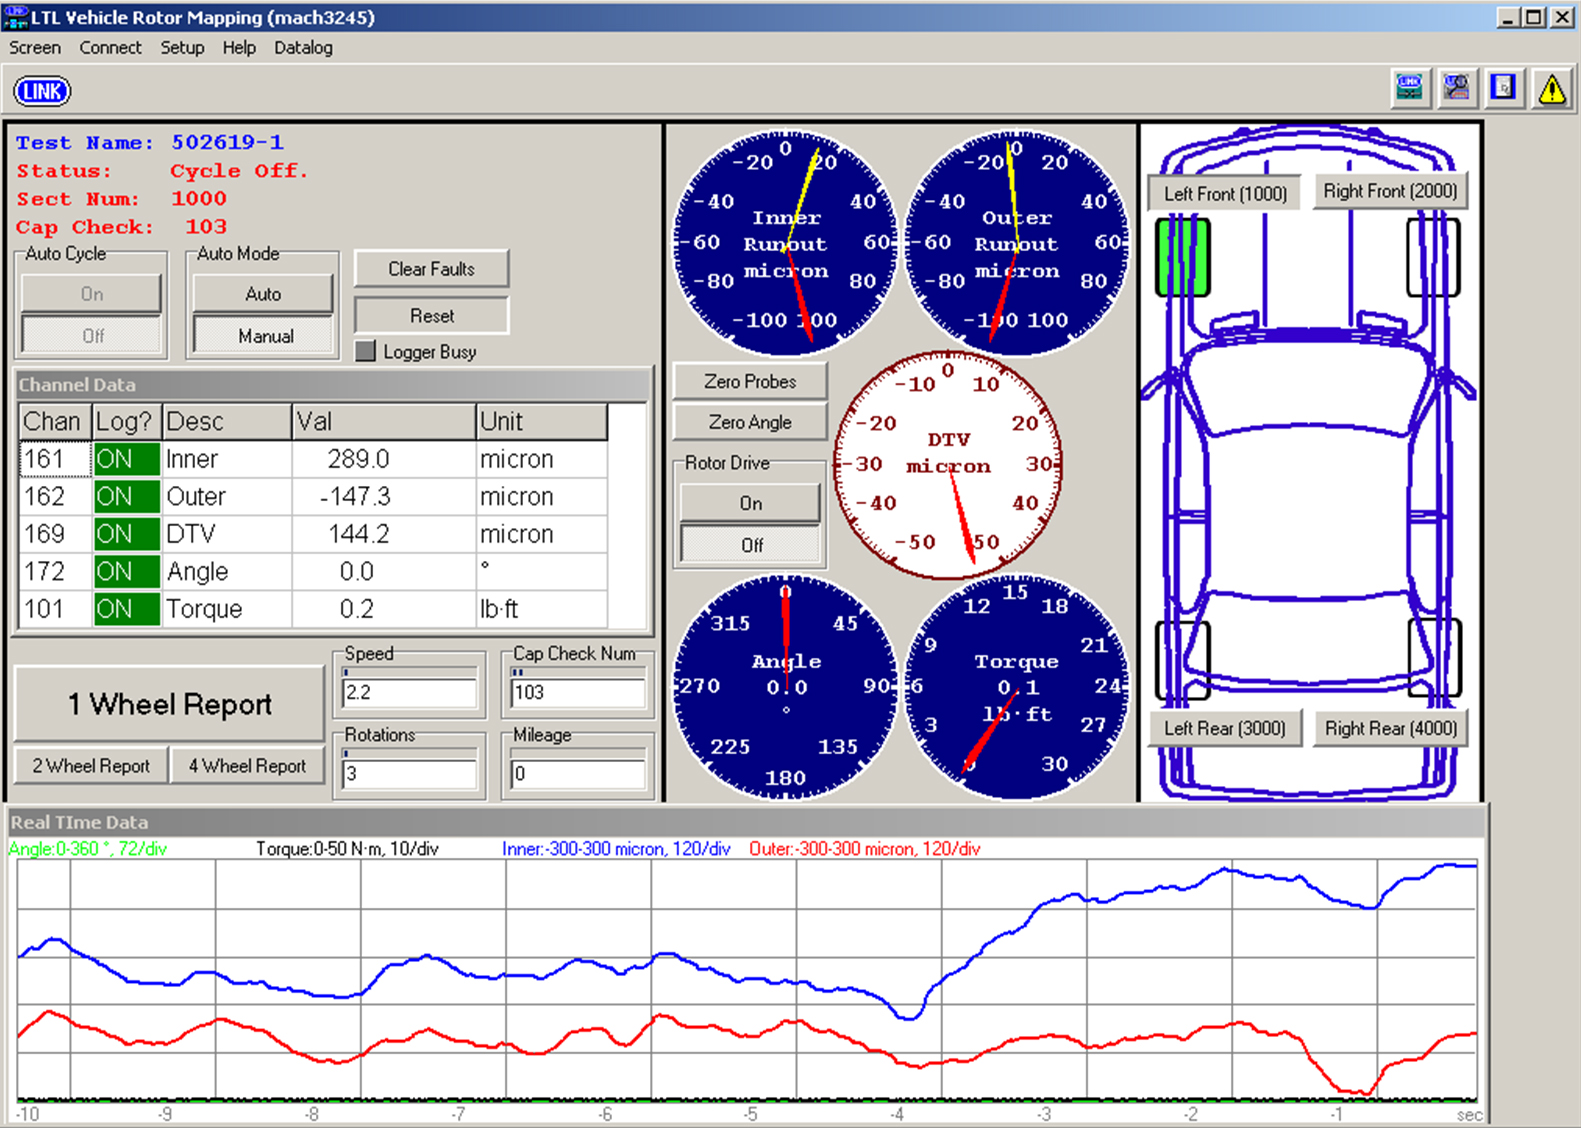 LTL Vehicle Rotor Mapping (mach3245)
Screen Connect Setup Help Datalog
LINK
Test Name: 502619-1
Status: Cycle Off.
Sect Num: 1000
Cap Check: 103
Auto Cycle
On
Off
Auto Mode
Auto
Manual
Clear Faults
Reset
Logger Busy
Channel Data
Chan Log? Desc Val Unit
161 ON Inner 289.0 micron
162 ON Outer -147.3 micron
169 ON DTV 144.2 micron
172 ON Angle 0.0 °
101 ON Torque 0.2 lb·ft
1 Wheel Report
2 Wheel Report 4 Wheel Report
Speed
2.2
Cap Check Num
103
Rotations
3
Mileage
0
0
-20 20
-40 40
Inner
-60 Runout 60
micron
-80 80
-100 100
0
-20 20
-40 40
Outer
-60 Runout 60
micron
-80 80
-100 100
Zero Probes
Zero Angle
Rotor Drive
On
Off
0
-10 10
-20 20
DTV
-30 micron 30
-40 40
-50 50
0
315 45
Angle
270 0.0 90
°
225 135
180
15
12 18
9 21
Torque
6 0.1 24
lb·ft
3 27
0 30
Left Front (1000) Right Front (2000)
Left Rear (3000) Right Rear (4000)
Real TIme Data
Angle:0-360 °, 72/div Torque:0-50 N·m, 10/div Inner:-300-300 micron, 120/div Outer:-300-300 micron, 120/div
-10 -9 -8 -7 -6 -5 -4 -3 -2 -1 sec